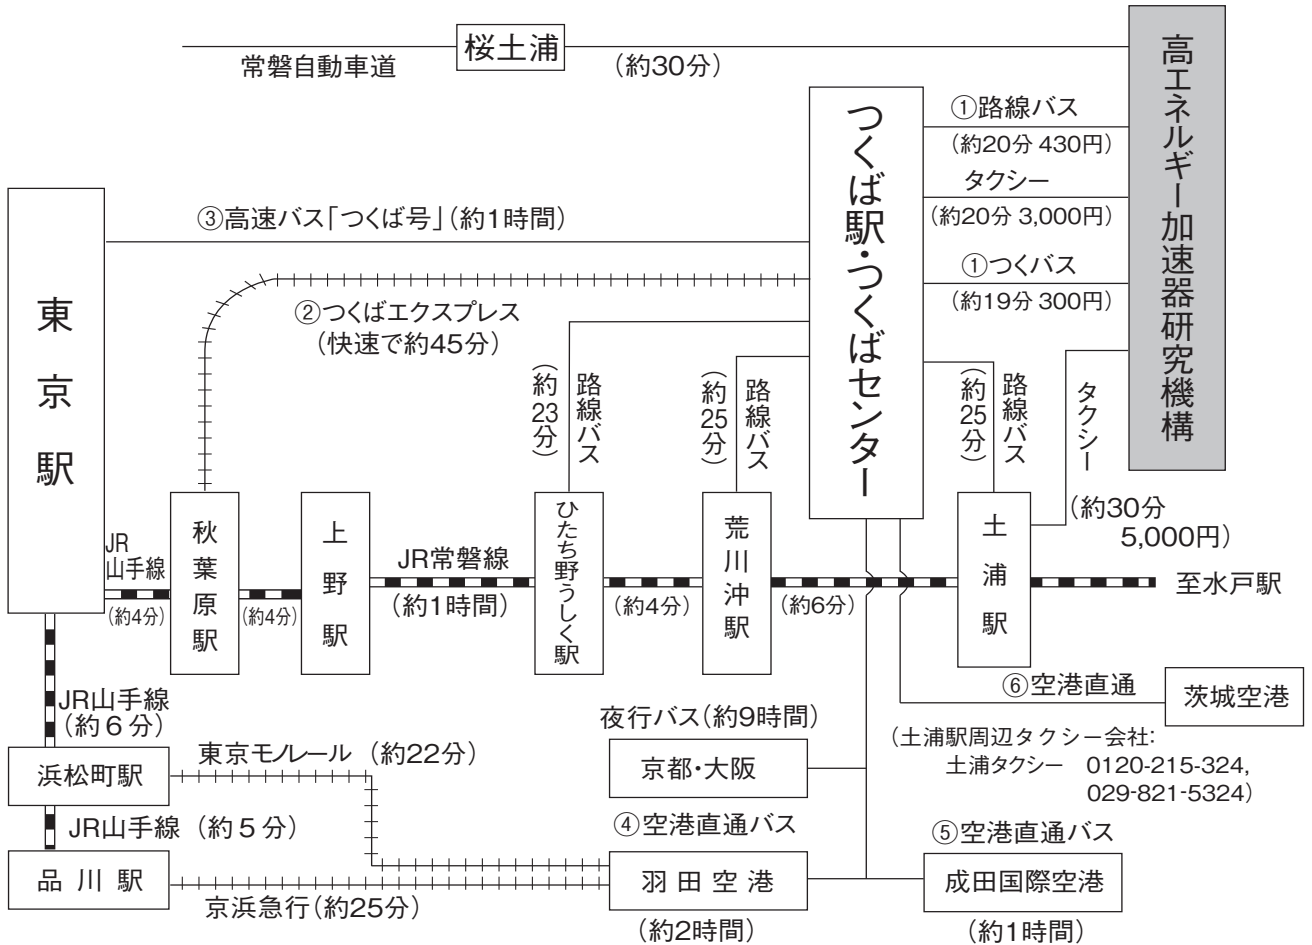 桜土浦
常磐自動車道
(約30分)
高エネルギー加速器研究機構
つくば駅・つくばセンター
①路線バス
(約20分 430円)
タクシー
(約20分 3,000円)
①つくバス
(約19分 300円)
東京駅
③高速バス「つくば号」(約1時間)
②つくばエクスプレス
(快速で約45分)
路線バス
(約23分)
路線バス
(約25分)
路線バス
(約25分)
タクシー
(約30分
5,000円)
JR
山手線
(約4分)
秋葉原駅
(約4分)
上野駅
JR常磐線
(約1時間)
ひたち野うしく駅
(約4分)
荒川沖駅
(約6分)
土浦駅
至水戸駅
JR山手線
(約6分)
⑥空港直通
茨城空港
夜行バス(約9時間)
京都・大阪
(土浦駅周辺タクシー会社:
土浦タクシー 0120-215-324,
029-821-5324)
浜松町駅
東京モノレール (約22分)
JR山手線 (約5分)
品川駅
京浜急行(約25分)
④空港直通バス
羽田空港
(約2時間)
⑤空港直通バス
成田国際空港
(約1時間)